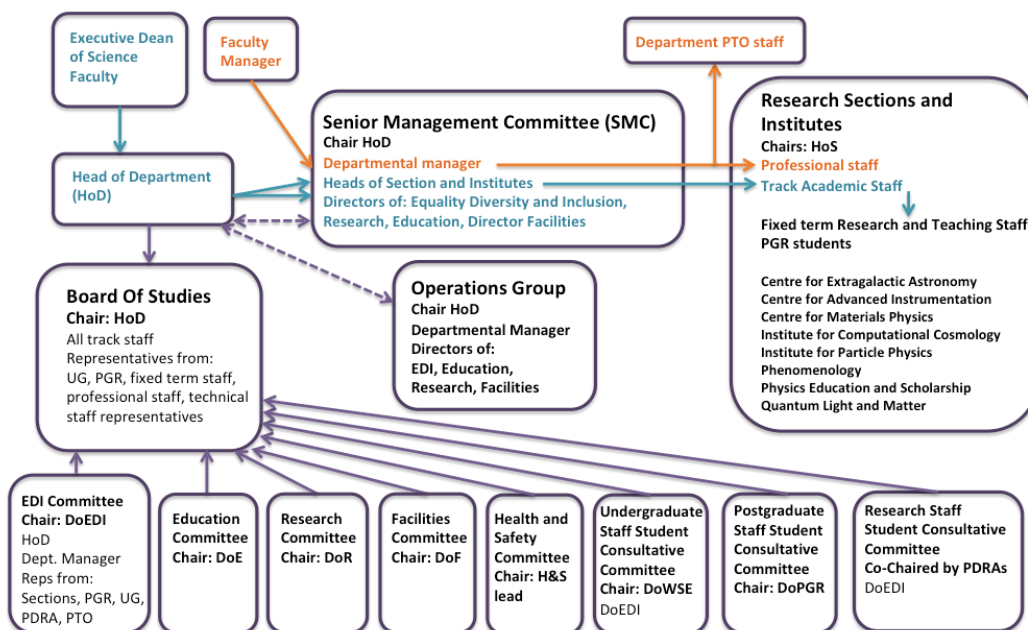 Executive Dean
of Science
Faculty
Faculty
Manager
Department PTO staff
Head of Department
(HoD)
Senior Management Committee (SMC)
Chair HoD
Departmental manager
Heads of Section and Institutes
Directors of: Equality Diversity and Inclusion,
Research, Education, Director Facilities
Research Sections and
Institutes
Chairs: HoS
Professional staff
Track Academic Staff
Fixed term Research and Teaching Staff
PGR students
Centre for Extragalactic Astronomy
Centre for Advanced Instrumentation
Centre for Materials Physics
Institute for Computational Cosmology
Institute for Particle Physics
Phenomenology
Physics Education and Scholarship
Quantum Light and Matter
Board Of Studies
Chair: HoD
All track staff
Representatives from:
UG, PGR, fixed term staff,
professional staff, technical
staff representatives
Operations Group
Chair HoD
Departmental Manager
Directors of:
EDI, Education,
Research, Facilities
EDI Committee
Chair: DoEDI
HoD
Dept. Manager
Reps from:
Sections, PGR, UG,
PDRA, PTO
Education
Committee
Chair: DoE
Research
Committee
Chair: DoR
Facilities
Committee
Chair: DoF
Health and
Safety
Committee
Chair: H&S
lead
Undergraduate
Staff Student
Consultative
Committee
Chair: DoWSE
DoEDI
Postgraduate
Staff Student
Consultative
Committee
Chair: DoPGR
Research Staff
Student Consultative
Committee
Co-Chaired by PDRAs
DoEDI